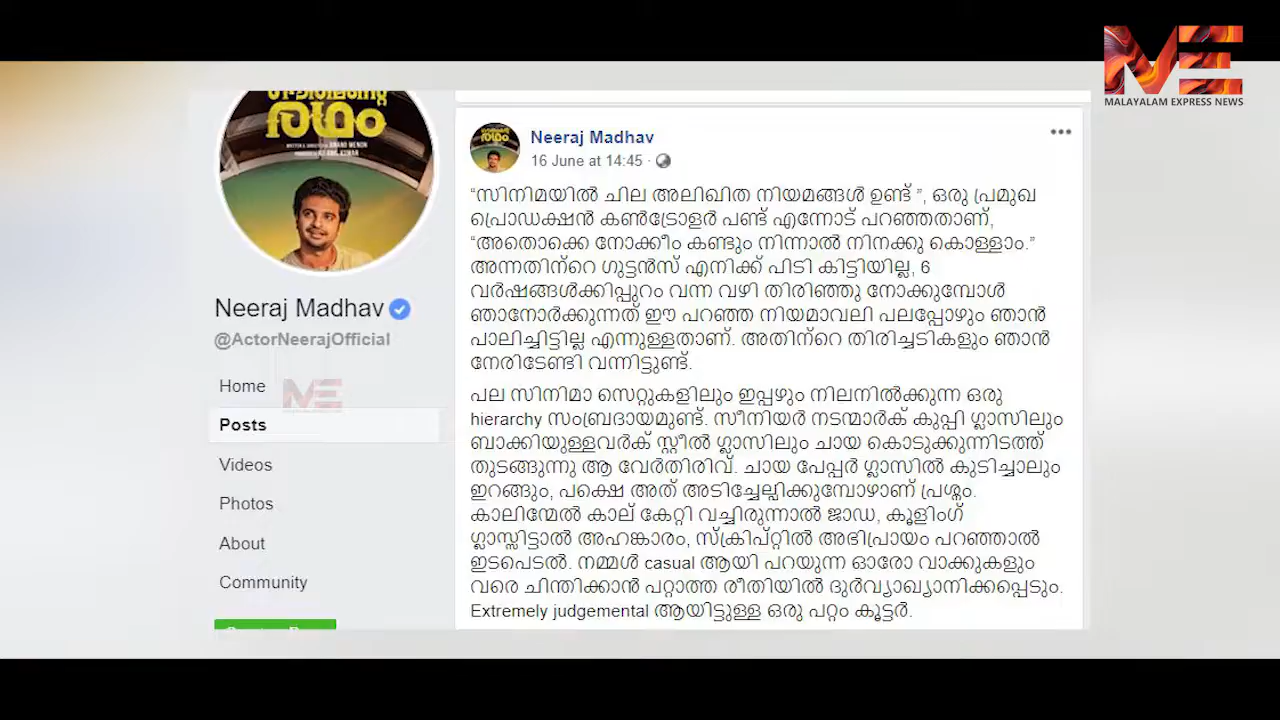 ME
MALAYALAM EXPRESS NEWS
രഥം
Neeraj Madhav
@ActorNeerajOfficial
Home
ME
Posts
Videos
Photos
About
Community
Neeraj Madhav
16 June at 14:45 ·
“സിനിമയിൽ ചില അലിഖിത നിയമങ്ങൾ ഉണ്ട് ”, ഒരു പ്രമുഖ
പ്രൊഡക്ഷൻ കൺട്രോളർ പണ്ട് എന്നോട് പറഞ്ഞതാണ്,
“അതൊക്കെ നോക്കീം കണ്ടും നിന്നാൽ നിനക്കു കൊള്ളാം.”
അന്നതിന്റെ ഗുട്ടൻസ് എനിക്ക് പിടി കിട്ടിയില്ല, 6
വർഷങ്ങൾക്കിപ്പുറം വന്ന വഴി തിരിഞ്ഞു നോക്കുമ്പോൾ
ഞാനോർക്കുന്നത് ഈ പറഞ്ഞ നിയമാവലി പലപ്പോഴും ഞാൻ
പാലിച്ചിട്ടില്ല എന്നുള്ളതാണ്. അതിന്റെ തിരിച്ചടികളും ഞാൻ
നേരിടേണ്ടി വന്നിട്ടുണ്ട്.
പല സിനിമാ സെറ്റുകളിലും ഇപ്പഴും നിലനിൽക്കുന്ന ഒരു
hierarchy സംബ്രദായമുണ്ട്. സീനിയർ നടന്മാർക് കുപ്പി ഗ്ലാസിലും
ബാക്കിയുള്ളവർക് സ്റ്റീൽ ഗ്ലാസിലും ചായ കൊടുക്കുന്നിടത്ത്
തുടങ്ങുന്നു ആ വേർതിരിവ്. ചായ പേപ്പർ ഗ്ലാസിൽ കുടിച്ചാലും
ഇറങ്ങും, പക്ഷെ അത് അടിച്ചേല്പിക്കുമ്പോഴാണ് പ്രശ്നം.
കാലിന്മേൽ കാല് കേറ്റി വച്ചിരുന്നാൽ ജാഡ, കൂളിംഗ്
ഗ്ലാസ്സിട്ടാൽ അഹങ്കാരം, സ്ക്രിപ്റ്റിൽ അഭിപ്രായം പറഞ്ഞാൽ
ഇടപെടൽ. നമ്മൾ casual ആയി പറയുന്ന ഓരോ വാക്കുകളും
വരെ ചിന്തിക്കാൻ പറ്റാത്ത രീതിയിൽ ദുർവ്യാഖ്യാനിക്കപ്പെടും.
Extremely judgemental ആയിട്ടുള്ള ഒരു പറ്റം കൂട്ടർ.